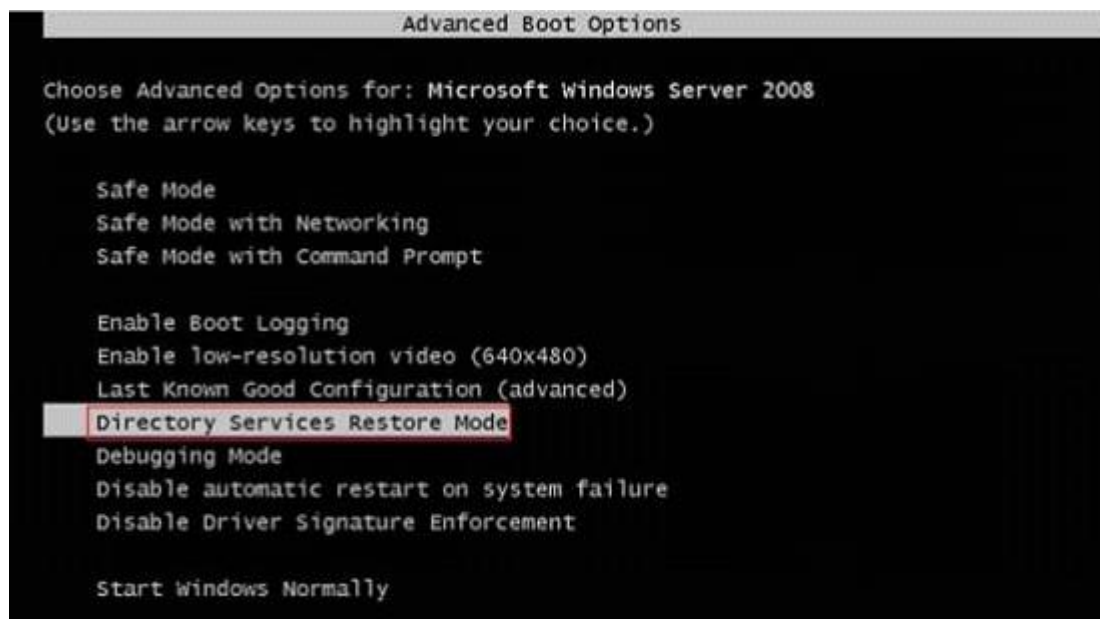 Advanced Boot Options
Choose Advanced Options for: Microsoft Windows Server 2008
(Use the arrow keys to highlight your choice.)
Safe Mode
Safe Mode with Networking
Safe Mode with Command Prompt
Enable Boot Logging
Enable low-resolution video (640x480)
Last Known Good Configuration (advanced)
Directory Services Restore Mode
Debugging Mode
Disable automatic restart on system failure
Disable Driver Signature Enforcement
Start Windows Normally